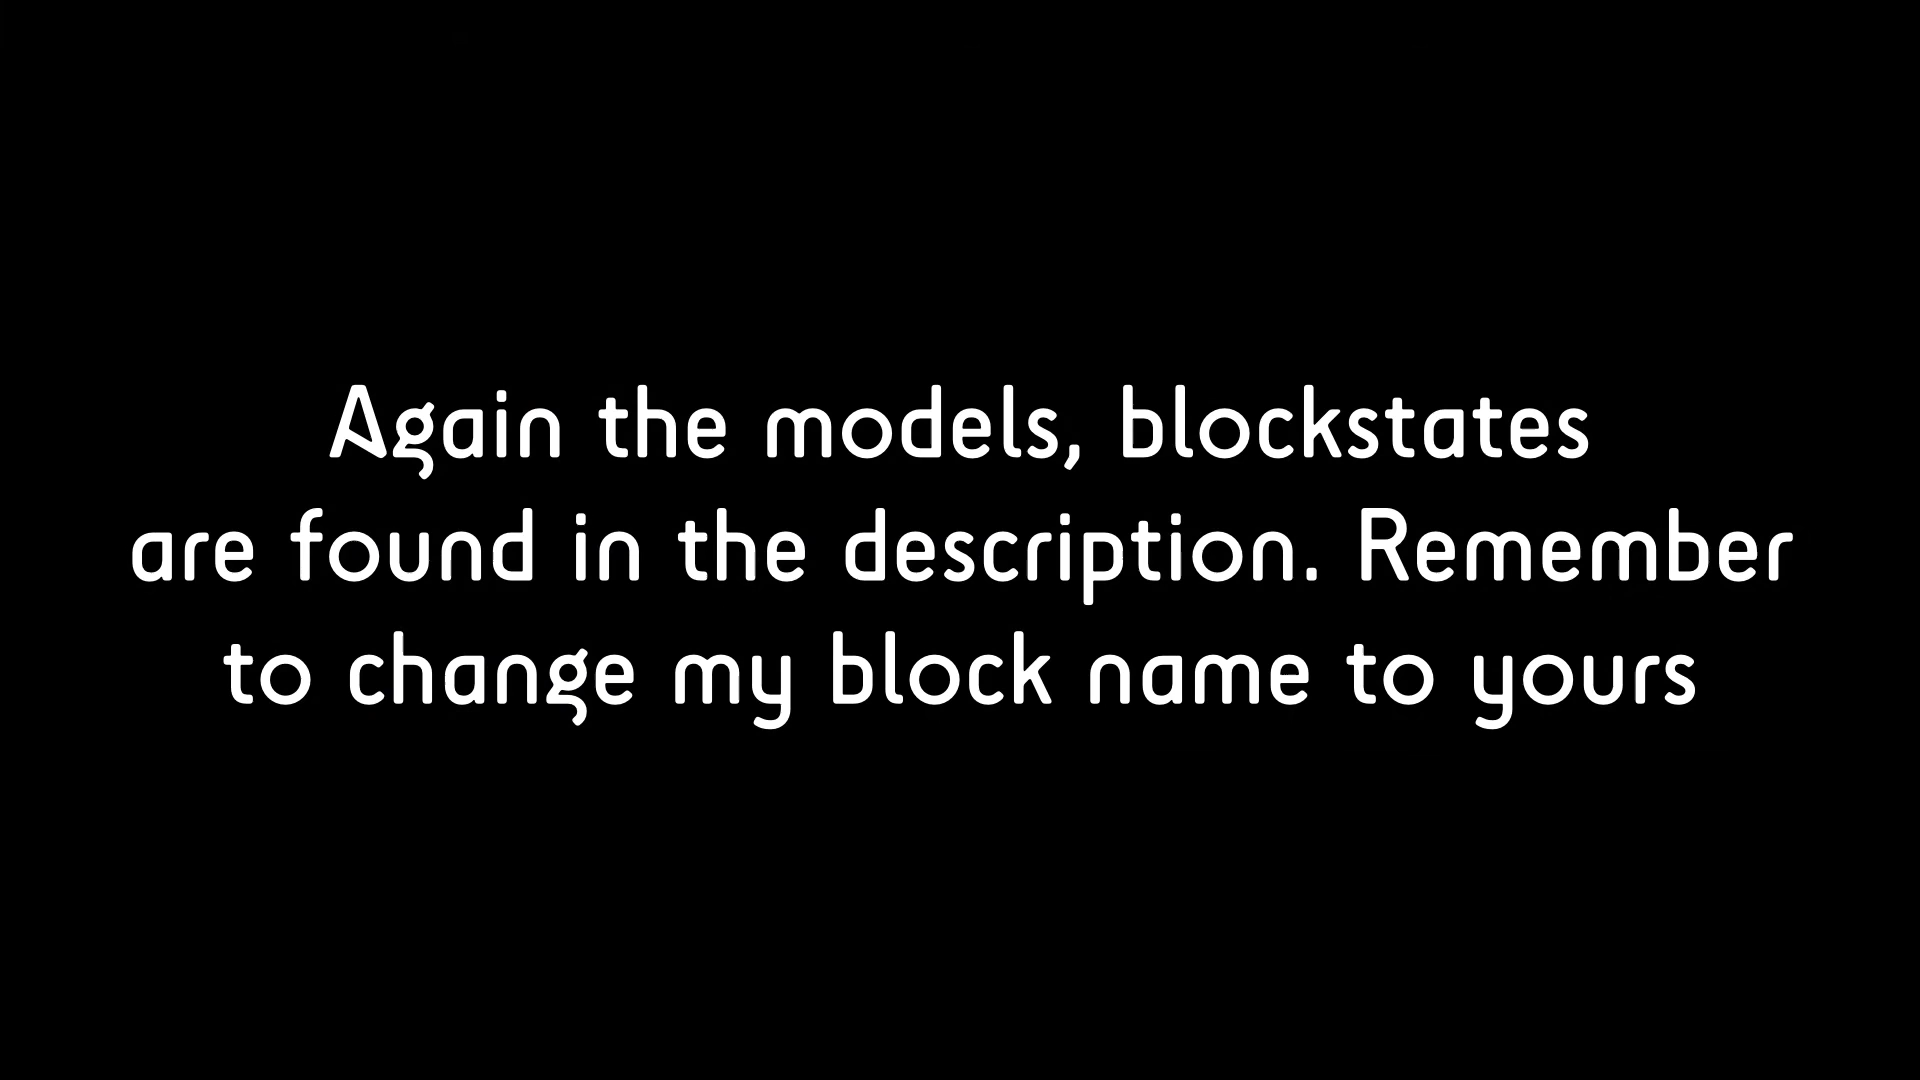 Again the models, blockstates
are found in the description. Remember
to change my block name to yours